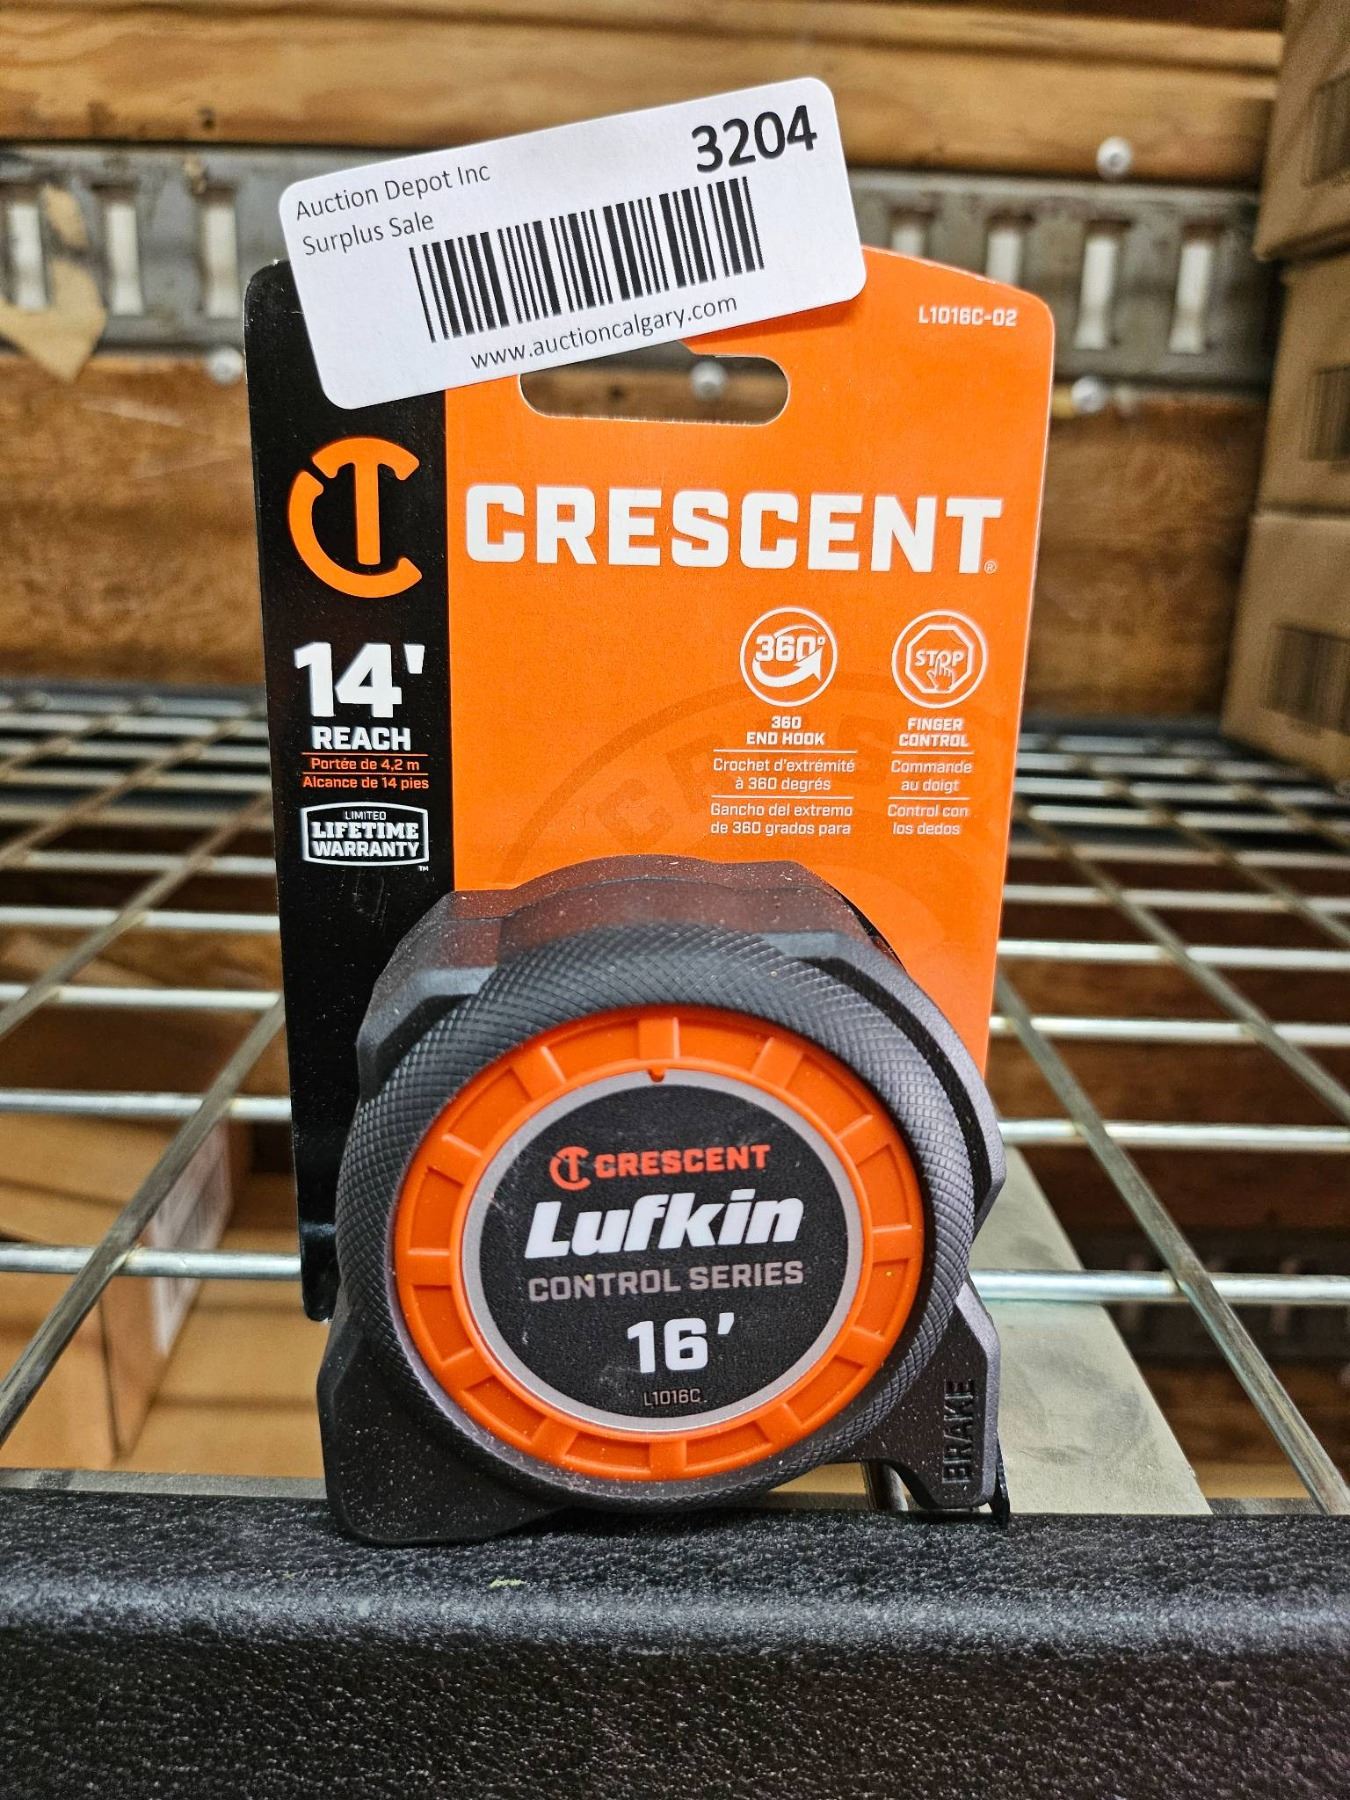 Auction Depot Inc
3204
Surplus Sale
www.auctioncalgary.com
L1016C-02
CRESCENT®
14'
REACH
Portée de 4,2 m
Alcance de 14 pies
LIMITED
LIFETIME
WARRANTY™
360°
360
END HOOK
Crochet d'extrémité
à 360 degrés
Gancho del extremo
de 360 grados para
STOP
FINGER
CONTROL
Commande
au doigt
Control con
los dedos
CRESCENT
Lufkin
CONTROL SERIES
16'
L1016C
BRAKE